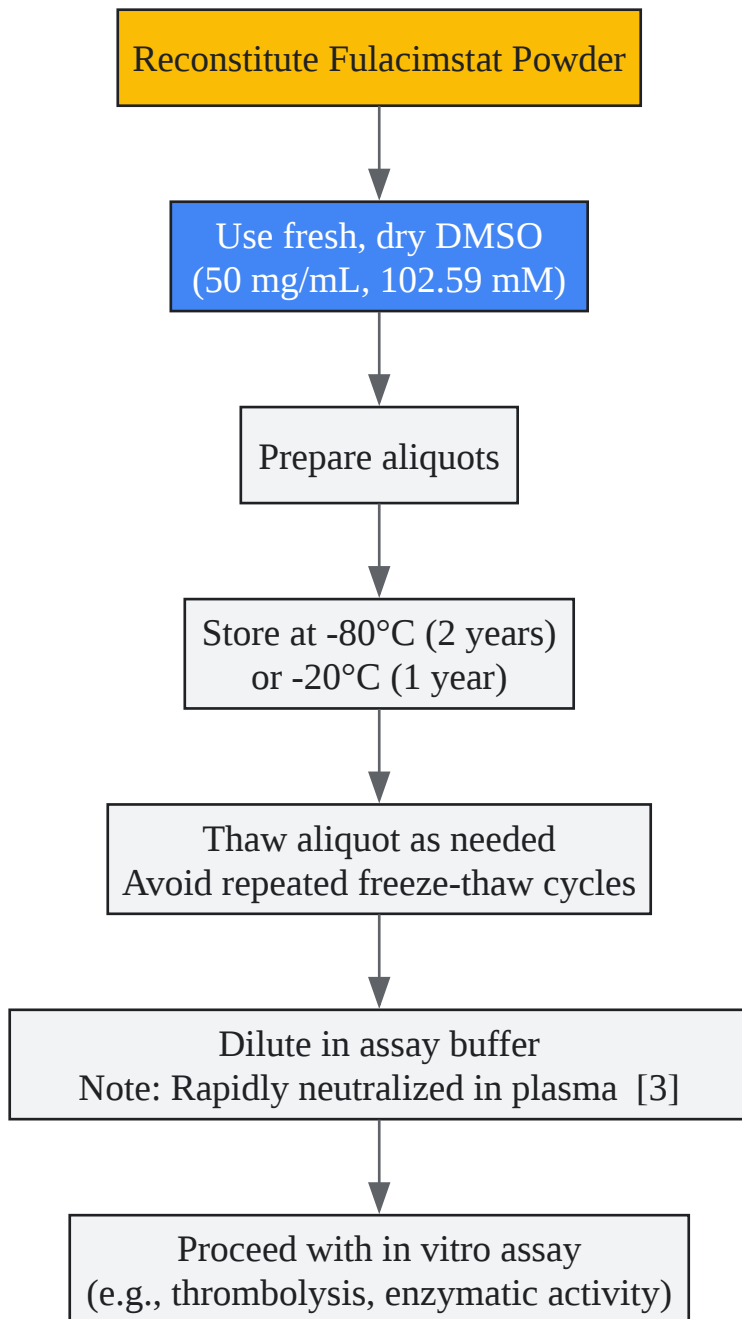 Reconstitute Fulacimstat Powder
Use fresh, dry DMSO
(50 mg/mL, 102.59 mM)
Prepare aliquots
Store at -80°C (2 years)
or -20°C (1 year)
Thaw aliquot as needed
Avoid repeated freeze-thaw cycles
Dilute in assay buffer
Note: Rapidly neutralized in plasma [3]
Proceed with in vitro assay
(e.g., thrombolysis, enzymatic activity)